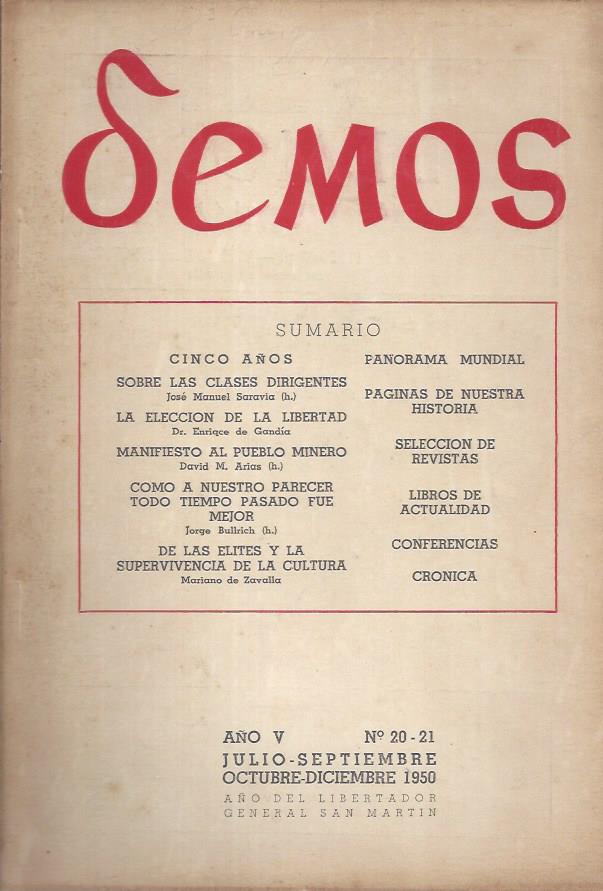 demos
SUMARIO
CINCO AÑOS
SOBRE LAS CLASES DIRIGENTES
José Manuel Saravia (h.)
LA ELECCION DE LA LIBERTAD
Dr. Enriqce de Gandía
MANIFIESTO AL PUEBLO MINERO
David M. Arias (h.)
COMO A NUESTRO PARECER
TODO TIEMPO PASADO FUE
MEJOR
Jorge Bullrich (h.)
DE LAS ELITES Y LA
SUPERVIVENCIA DE LA CULTURA
Mariano de Zavalla
PANORAMA MUNDIAL
PAGINAS DE NUESTRA
HISTORIA
SELECCION DE
REVISTAS
LIBROS DE
ACTUALIDAD
CONFERENCIAS
CRONICA
AÑO V Nº 20-21
JULIO-SEPTIEMBRE
OCTUBRE-DICIEMBRE 1950
AÑO DEL LIBERTADOR
GENERAL SAN MARTIN